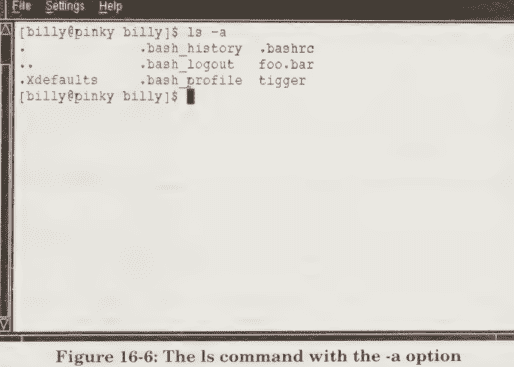 File Settings Help
[billy@pinky billy]$ ls -a
. .bash_history .bashrc
.. .bash_logout foo.bar
.Xdefaults .bash_profile tigger
[billy@pinky billy]$
Figure 16-6: The ls command with the -a option